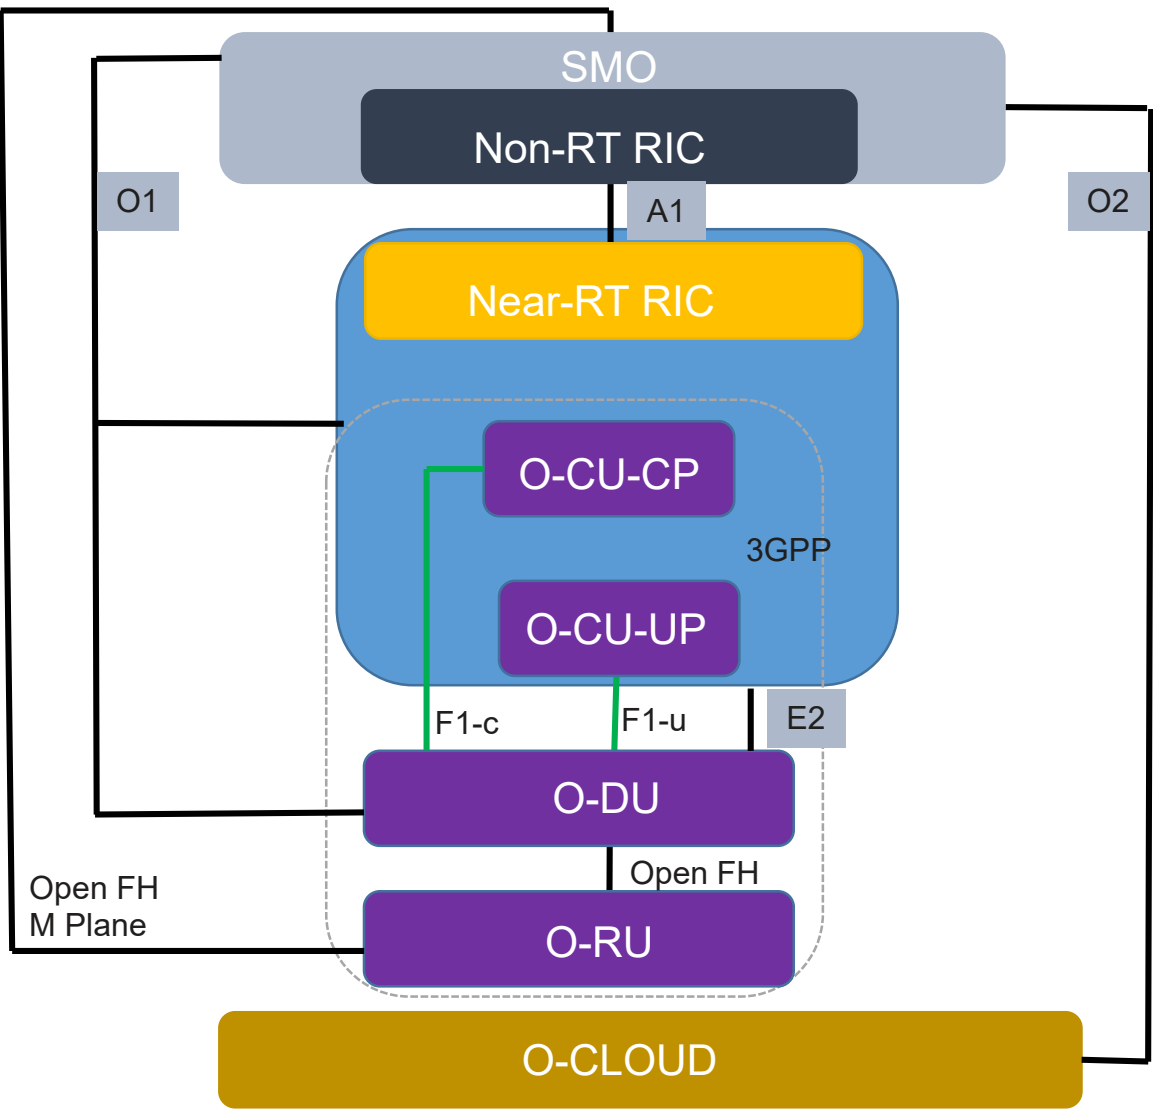 SMO
Non-RT RIC
O1
A1
O2
Near-RT RIC
O-CU-CP
3GPP
O-CU-UP
F1-c
F1-u
E2
O-DU
Open FH
Open FH
M Plane
O-RU
O-CLOUD